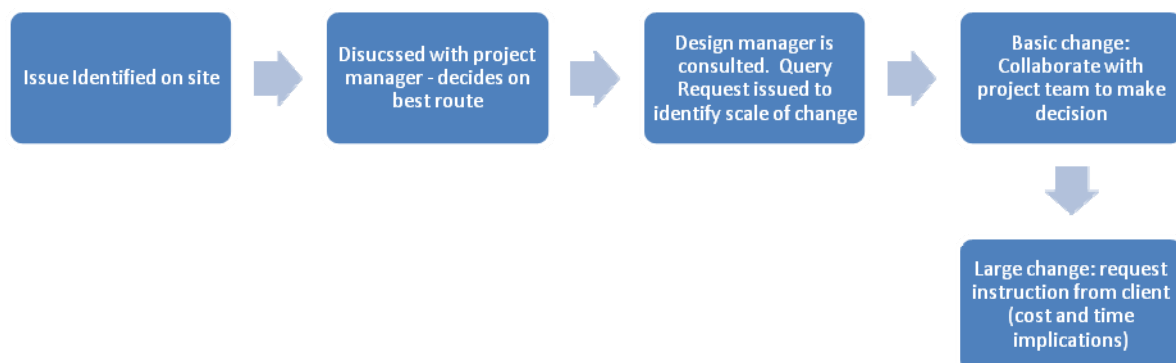 Issue Identified on site
Disucssed with project
manager - decides on
best route
Design manager is
consulted.  Query
Request issued to
identify scale of change
Basic change:
Collaborate with
project team to make
decision
Large change: request
instruction from client
(cost and time
implications)